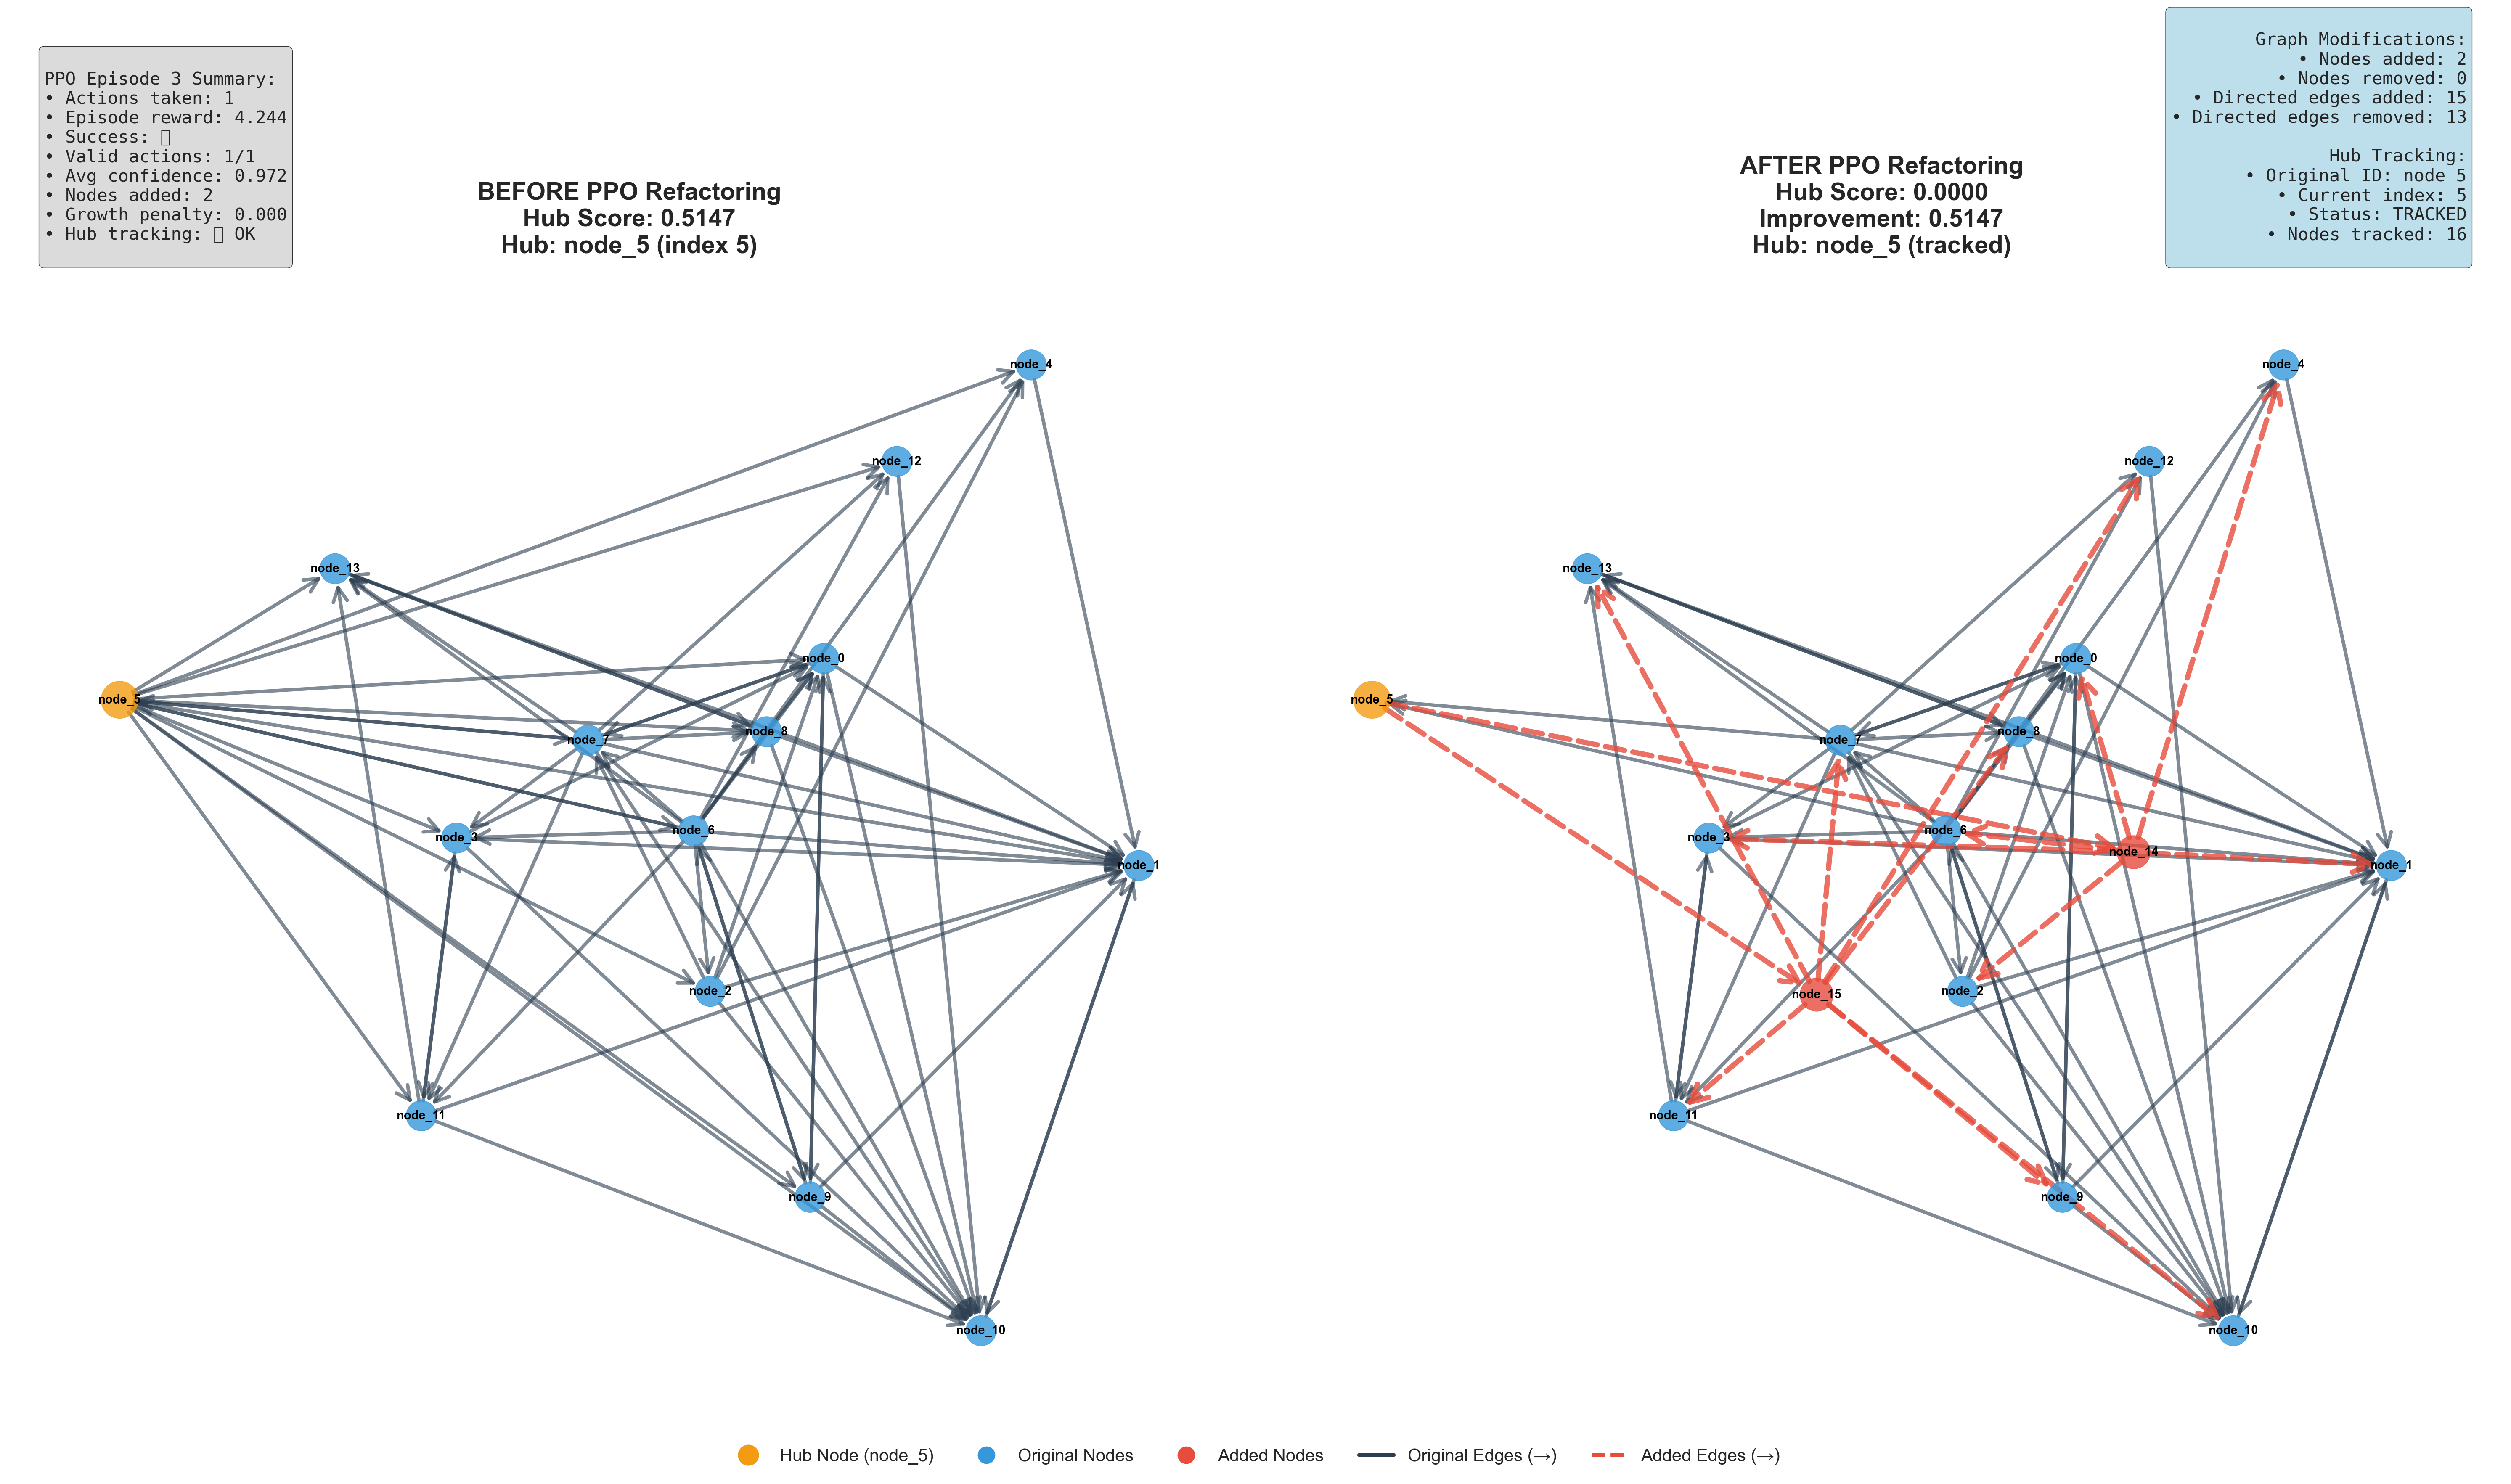 PPO Episode 3 Summary:
• Actions taken: 1
• Episode reward: 4.244
• Success: ▯
• Valid actions: 1/1
• Avg confidence: 0.972
• Nodes added: 2
• Growth penalty: 0.000
• Hub tracking: ▯ OK
BEFORE PPO Refactoring
Hub Score: 0.5147
Hub: node_5 (index 5)
AFTER PPO Refactoring
Hub Score: 0.0000
Improvement: 0.5147
Hub: node_5 (tracked)
Graph Modifications:
• Nodes added: 2
• Nodes removed: 0
• Directed edges added: 15
• Directed edges removed: 13
Hub Tracking:
• Original ID: node_5
• Current index: 5
• Status: TRACKED
• Nodes tracked: 16
node_4
node_12
node_13
node_0
node_5
node_8
node_7
node_6
node_3
node_1
node_2
node_11
node_9
node_10
node_4
node_12
node_13
node_0
node_5
node_8
node_7
node_6
node_3
node_14
node_1
node_2
node_15
node_11
node_9
node_10
Hub Node (node_5)
Original Nodes
Added Nodes
Original Edges (→)
Added Edges (→)